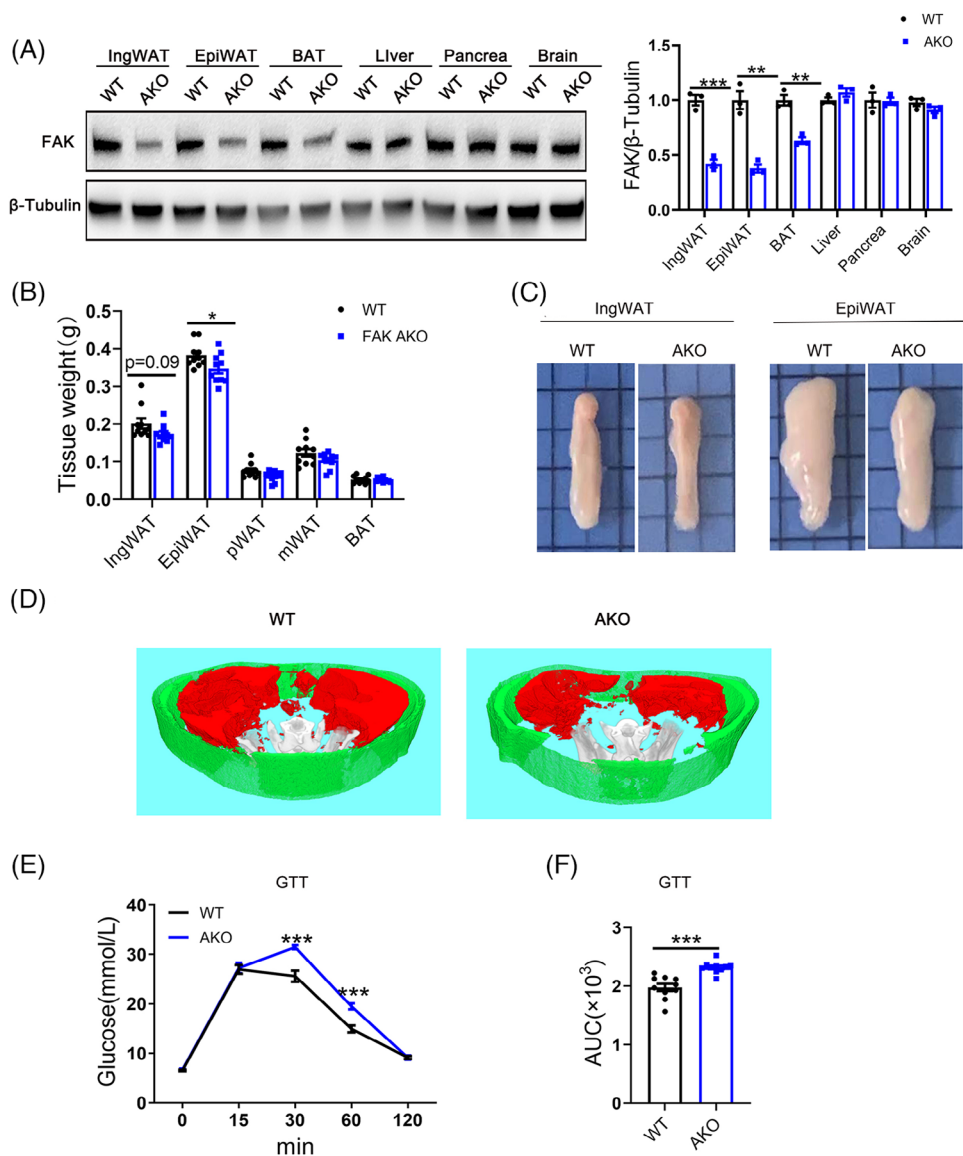 (A)
IngWAT EpiWAT BAT LIver Pancrea Brain
WT AKO WT AKO WT AKO WT AKO WT AKO WT AKO
FAK
β-Tubulin
WT
AKO
FAK/β-Tubulin
1.5
1.0
0.5
0.0
*** ** **
IngWAT EpiWAT BAT Liver Pancrea Brain
(B)
WT
FAK AKO
Tissue weight(g)
0.5
0.4
0.3
0.2
0.1
0.0
p=0.09
*
IngWAT EpiWAT pWAT mWAT BAT
(C)
IngWAT EpiWAT
WT AKO WT AKO
(D)
WT AKO
(E)
GTT
WT
AKO
Glucose(mmol/L)
40
30
20
10
0
***
***
0 15 30 60 120
min
(F)
GTT
AUC(×10³)
3
2
1
0
***
WT AKO